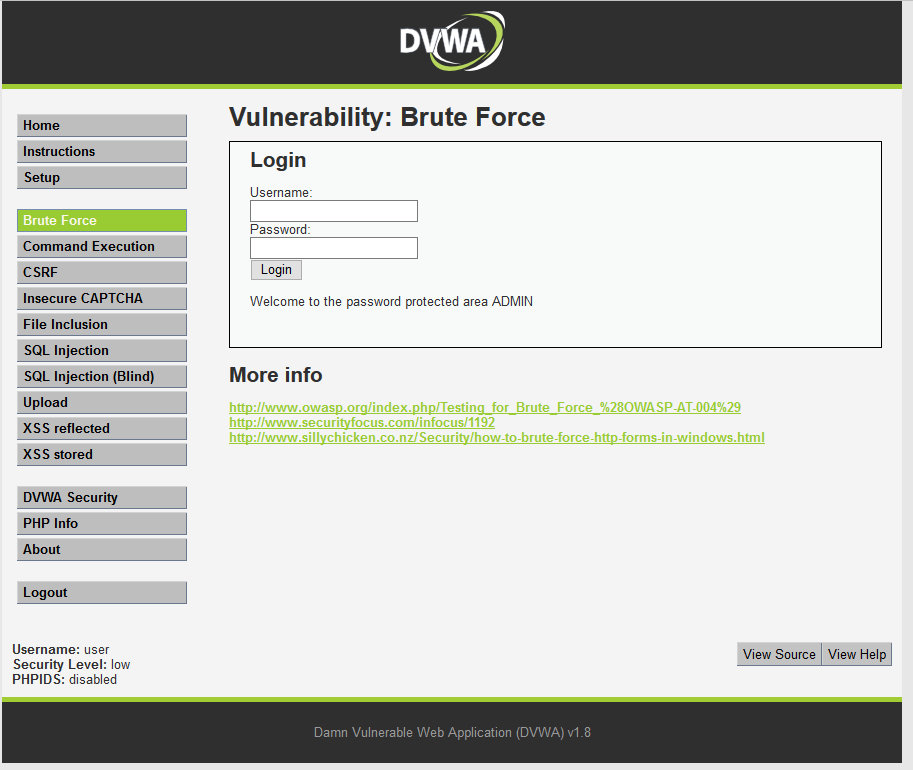 DVWA
Home
Instructions
Setup
Brute Force
Command Execution
CSRF
Insecure CAPTCHA
File Inclusion
SQL Injection
SQL Injection (Blind)
Upload
XSS reflected
XSS stored
DVWA Security
PHP Info
About
Logout
Vulnerability: Brute Force
Login
Username:
Password:
Login
Welcome to the password protected area ADMIN
More info
http://www.owasp.org/index.php/Testing_for_Brute_Force_%28OWASP-AT-004%29
http://www.securityfocus.com/infocus/1192
http://www.sillychicken.co.nz/Security/how-to-brute-force-http-forms-in-windows.html
Username: user
Security Level: low
PHPIDS: disabled
View Source View Help
Damn Vulnerable Web Application (DVWA) v1.8